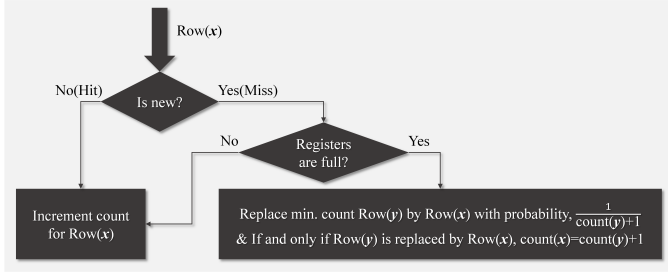 Row(x)
No(Hit)
Is new?
Yes(Miss)
No
Registers
are full?
Yes
Increment count
for Row(x)
Replace min. count Row(y) by Row(x) with probability, 1/count(y)+1
& If and only if Row(y) is replaced by Row(x), count(x)=count(y)+1